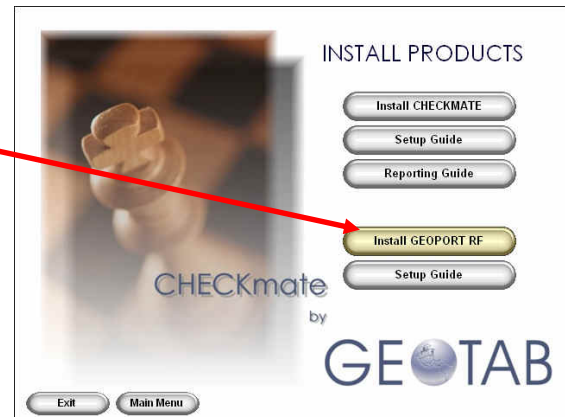 INSTALL PRODUCTS
Install CHECKMATE
Setup Guide
Reporting Guide
Install GEOPORT RF
Setup Guide
CHECKmate
by
GEOTAB
Exit
Main Menu